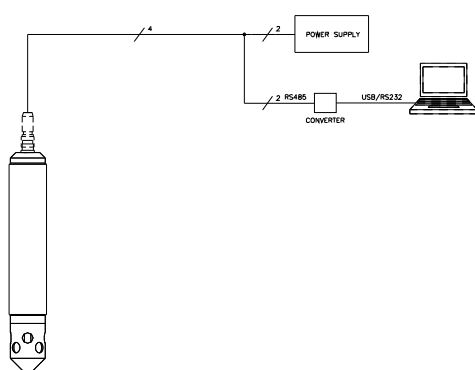 4
2
POWER SUPPLY
2 RS485
USB/RS232
CONVERTER